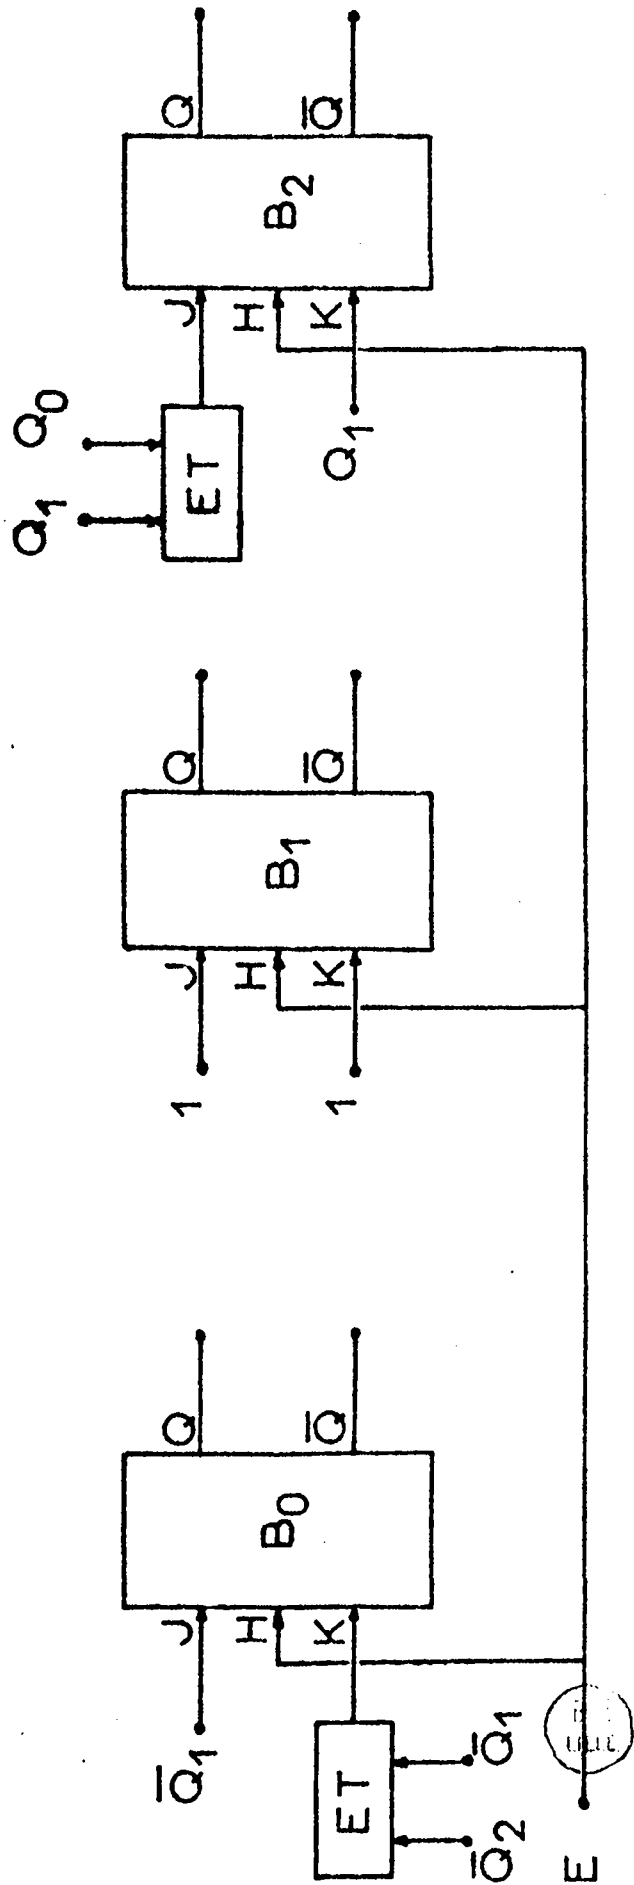 Q₁ Q₀
Q̅₁ J Q 1 J Q ET J Q
H B₀ H B₁ H B₂
ET K Q̅ 1 K Q̅ Q₁ K Q̅
Q̅₂ Q̅₁
E